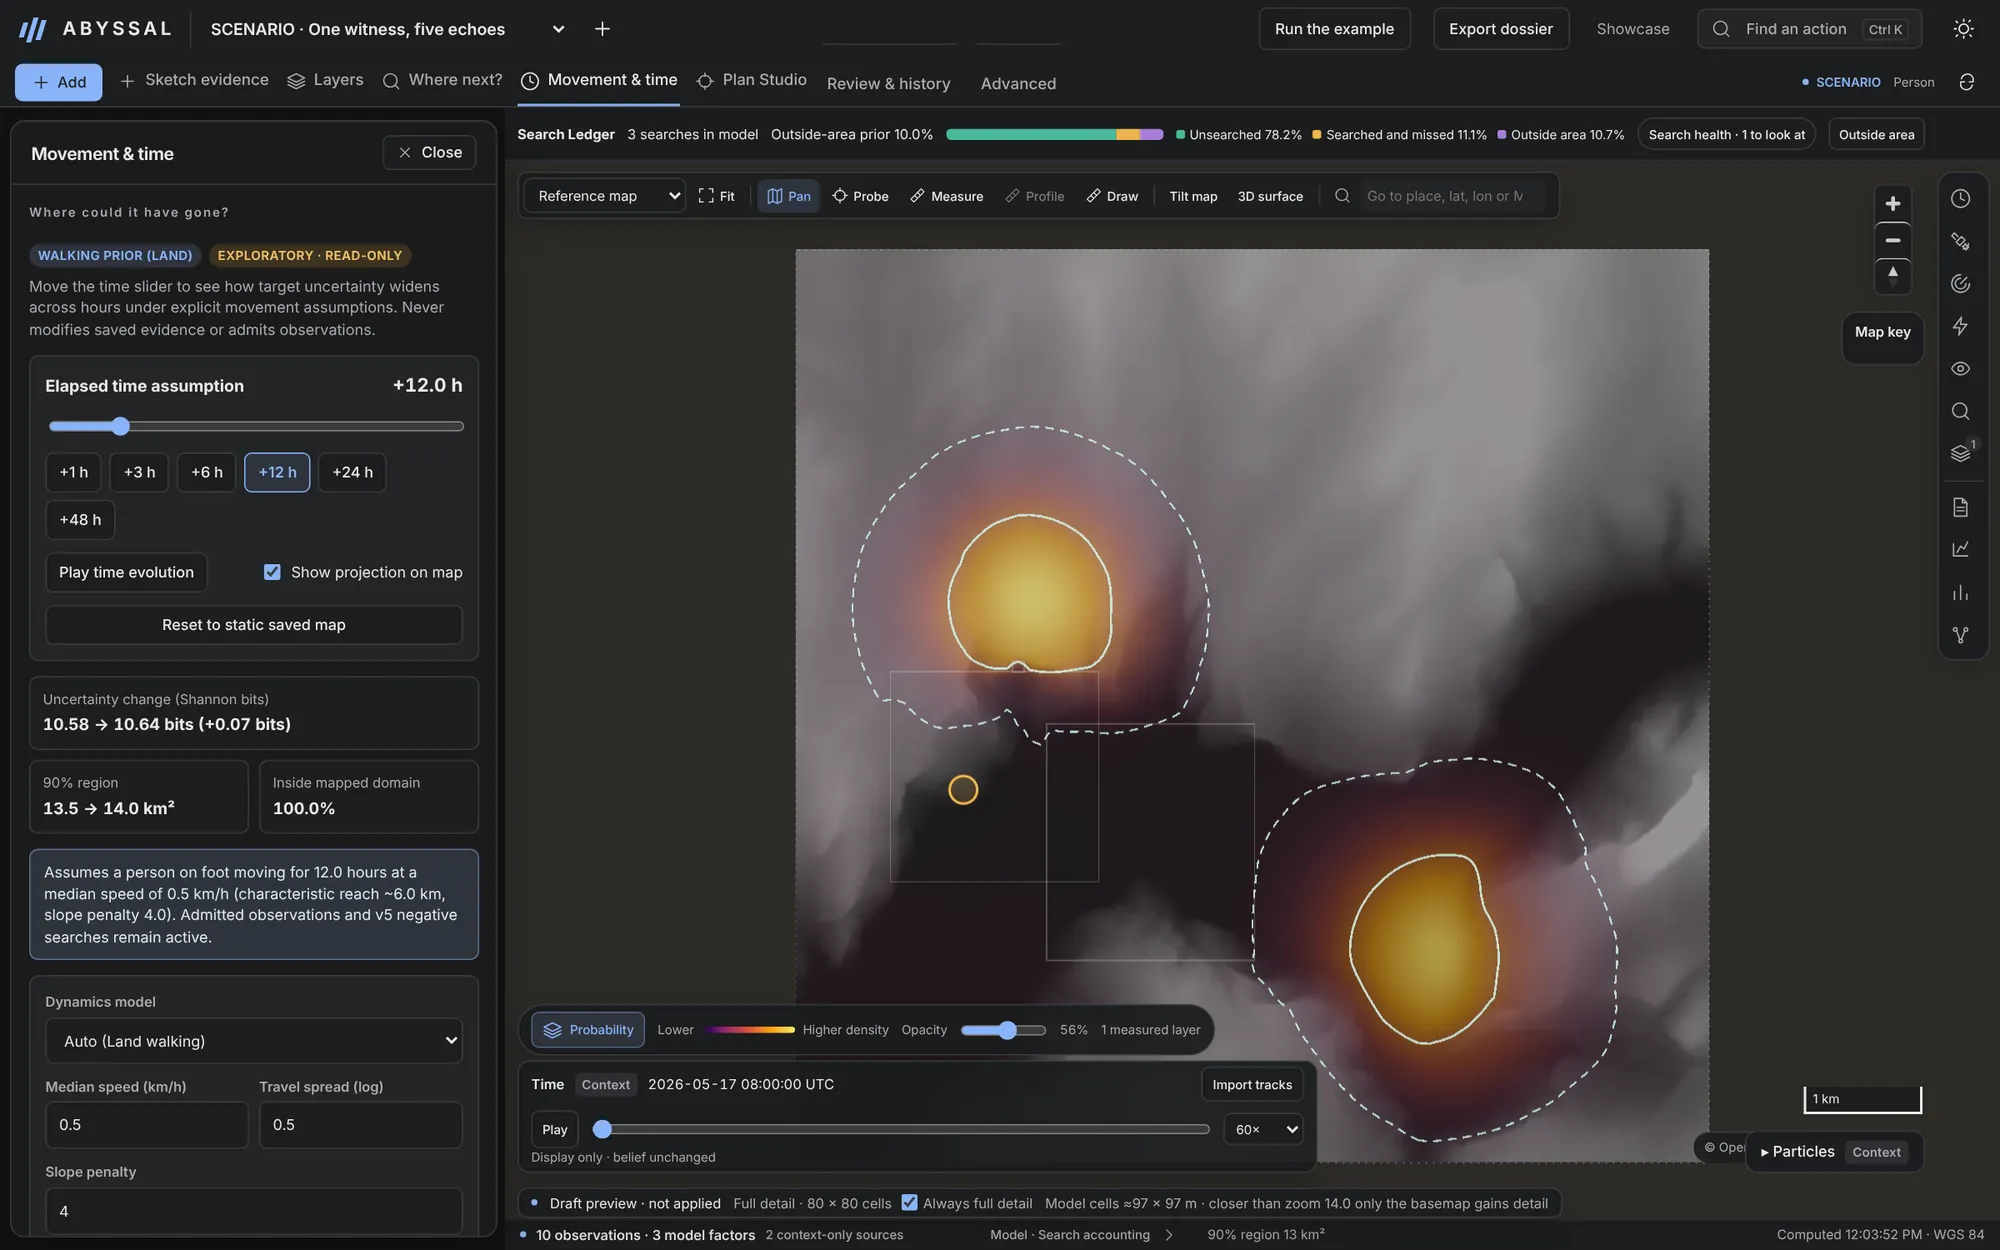 ABYSSAL
SCENARIO · One witness, five echoes
Run the example
Export dossier
Showcase
Find an action
Ctrl K
Add
Sketch evidence
Layers
Where next?
Movement & time
Plan Studio
Review & history
Advanced
SCENARIO
Person
Movement & time
Close
Where could it have gone?
WALKING PRIOR (LAND)
EXPLORATORY · READ-ONLY
Move the time slider to see how target uncertainty widens
across hours under explicit movement assumptions. Never
modifies saved evidence or admits observations.
Elapsed time assumption
+12.0 h
+1 h
+3 h
+6 h
+12 h
+24 h
+48 h
Play time evolution
Show projection on map
Reset to static saved map
Uncertainty change (Shannon bits)
10.58 → 10.64 bits (+0.07 bits)
90% region
13.5 → 14.0 km²
Inside mapped domain
100.0%
Assumes a person on foot moving for 12.0 hours at a
median speed of 0.5 km/h (characteristic reach ~6.0 km,
slope penalty 4.0). Admitted observations and v5 negative
searches remain active.
Dynamics model
Auto (Land walking)
Median speed (km/h)
Travel spread (log)
0.5
0.5
Slope penalty
4
Search Ledger
3 searches in model
Outside-area prior 10.0%
Unsearched 78.2%
Searched and missed 11.1%
Outside area 10.7%
Search health · 1 to look at
Outside area
Reference map
Fit
Pan
Probe
Measure
Profile
Draw
Tilt map
3D surface
Go to place, lat, lon or M
Map key
1
Probability
Lower
Higher density
Opacity
56%
1 measured layer
Time
Context
2026-05-17 08:00:00 UTC
Import tracks
Play
60×
Display only · belief unchanged
1 km
© Oper
▸ Particles
Context
Draft preview · not applied
Full detail · 80 × 80 cells
Always full detail
Model cells ≈97 × 97 m · closer than zoom 14.0 only the basemap gains detail
10 observations · 3 model factors
2 context-only sources
Model · Search accounting
90% region 13 km²
Computed 12:03:52 PM · WGS 84